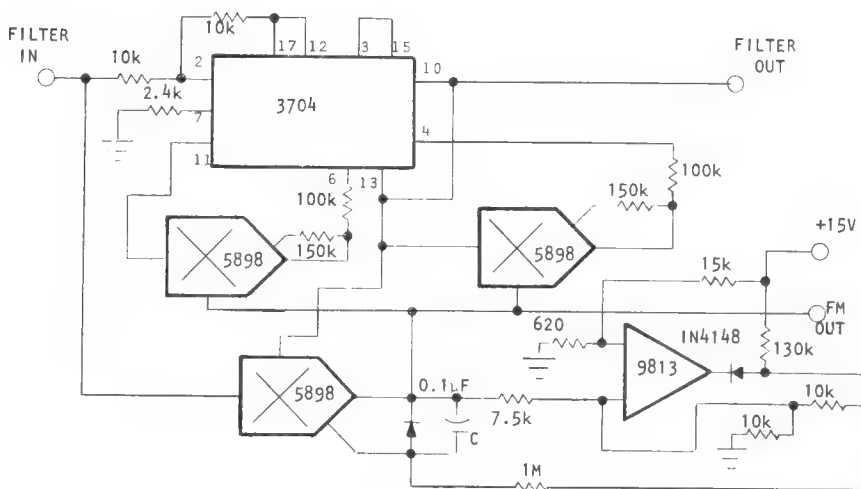 FILTER
IN
10k
10k
17
12
3
15
2
10
FILTER
OUT
2.4k
7
3704
4
11
6
13
100k
100k
150k
150k
5898
5898
+15V
15k
FM
OUT
620
IN4148
130k
9813
5898
0.1μF
7.5k
10k
10k
C
1M